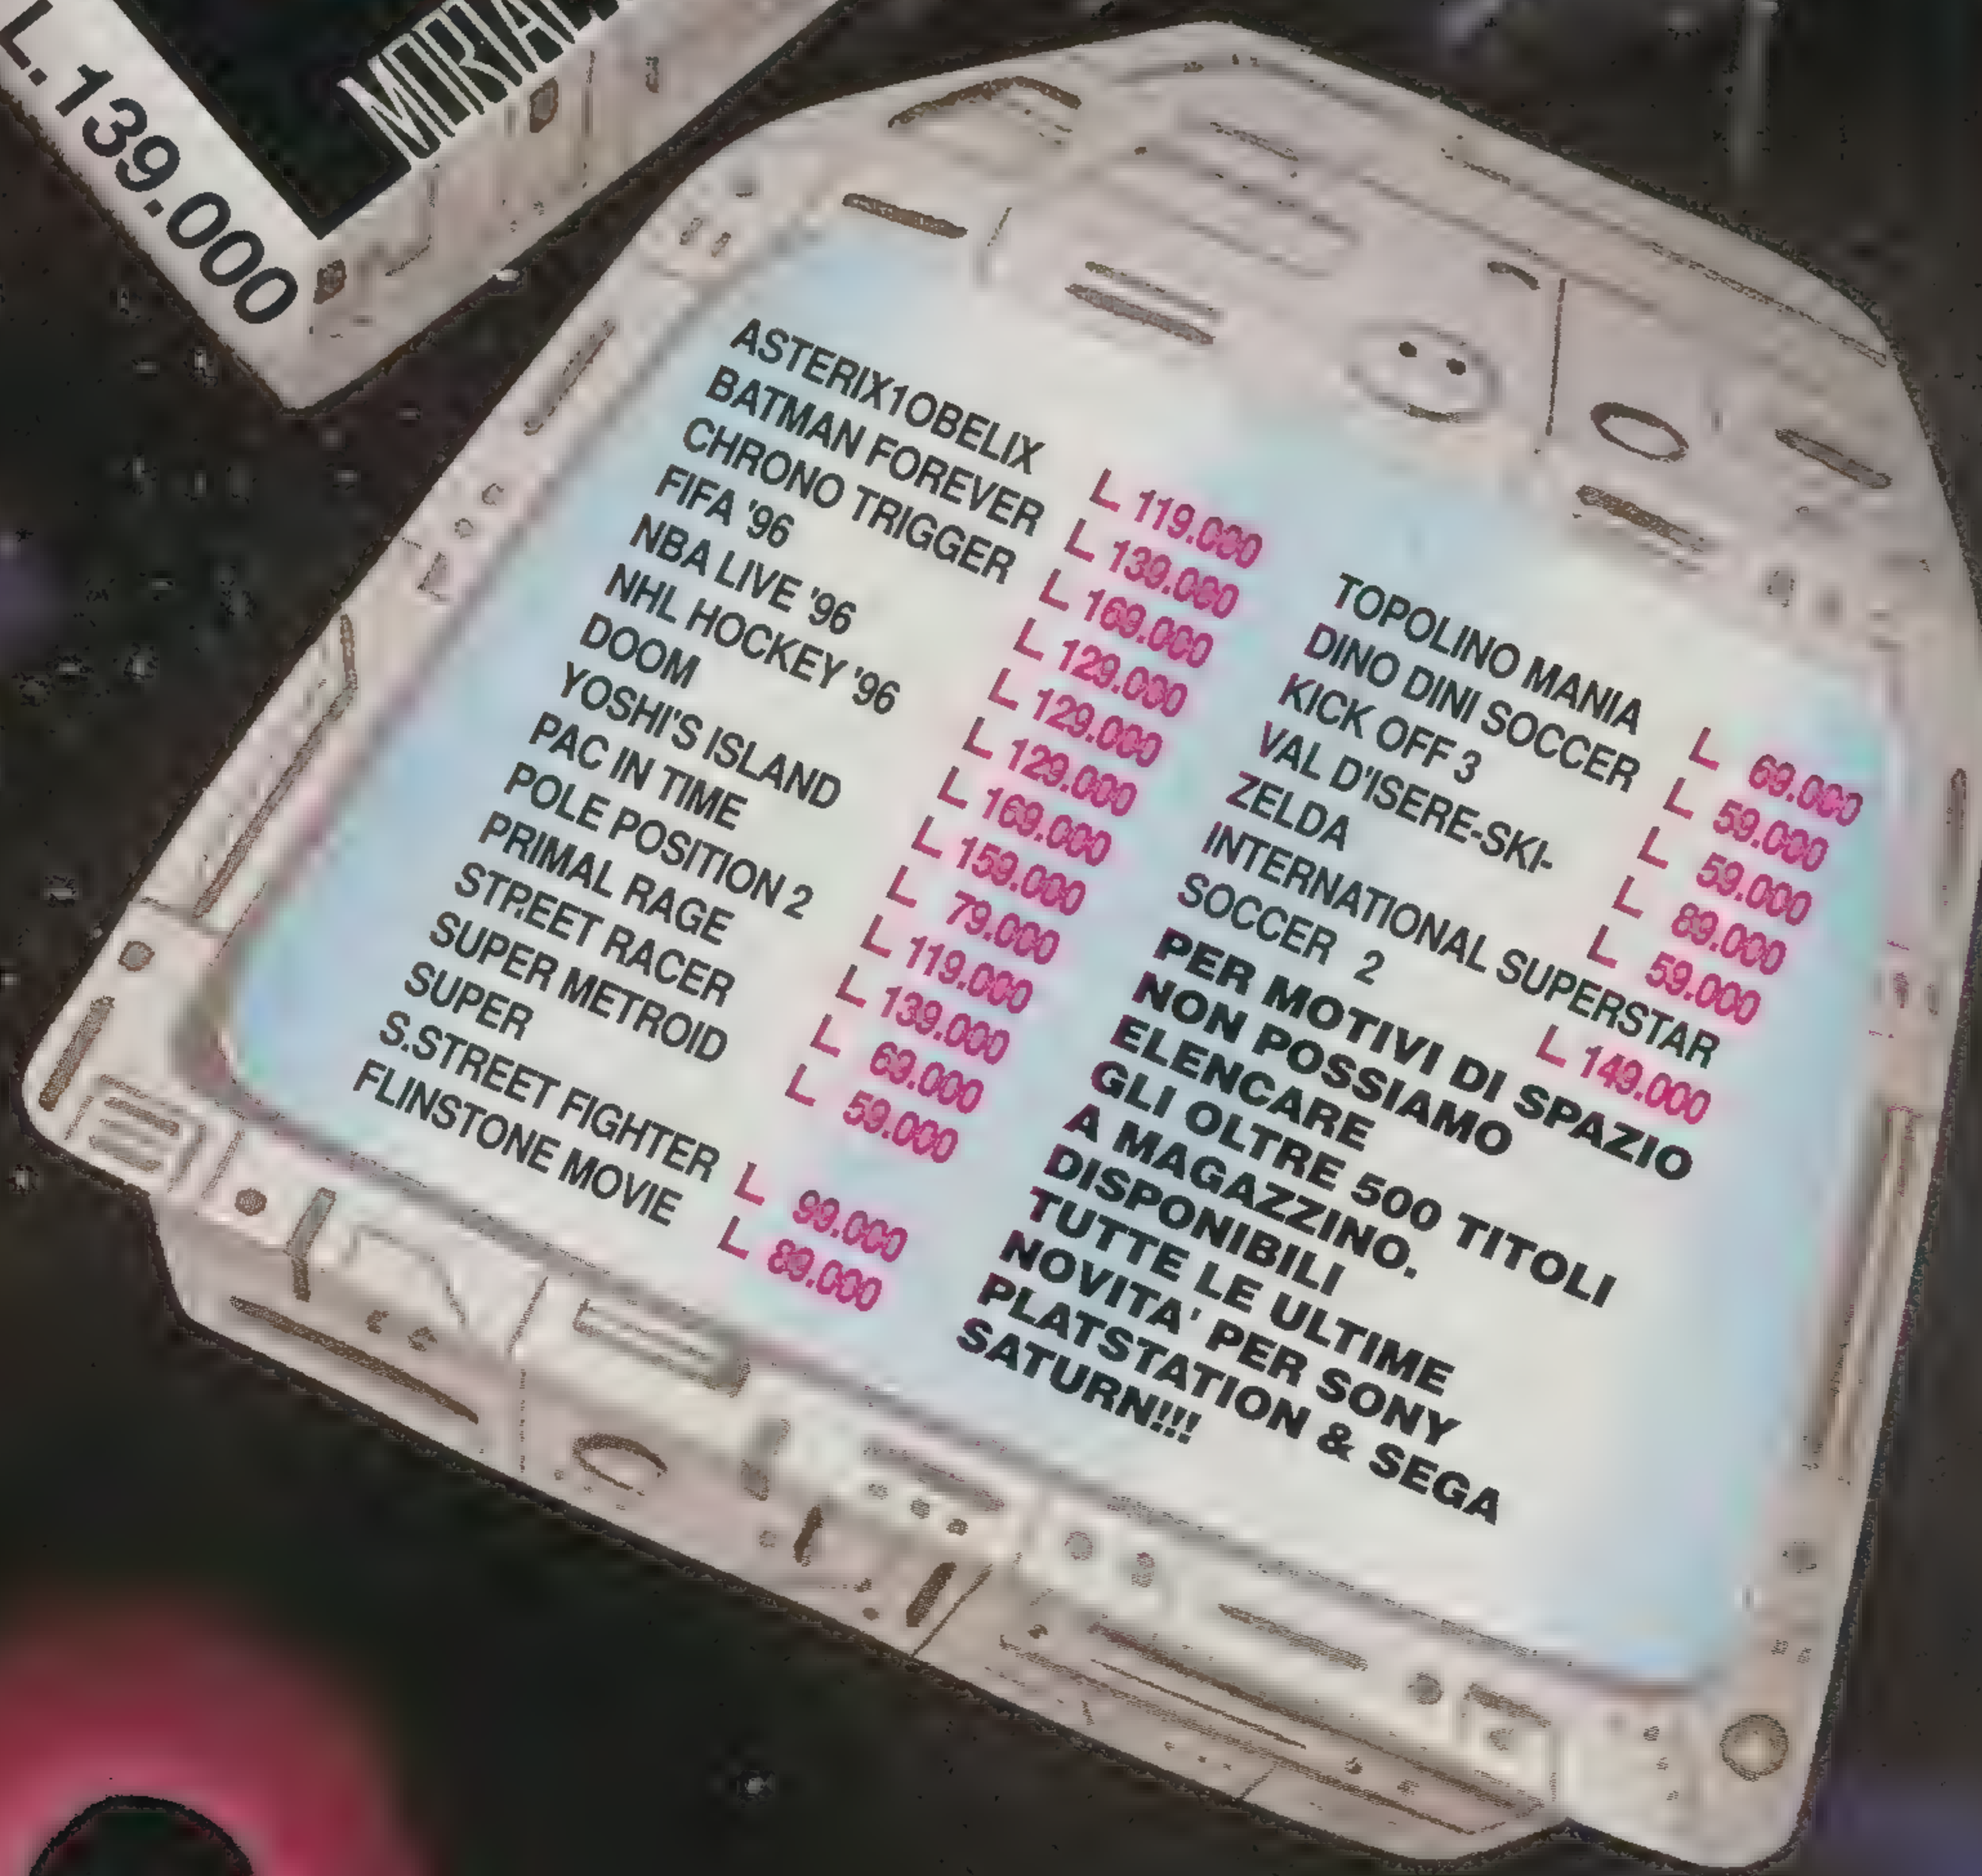 L. 139.000
ASTERIX1OBELIX L 119.000
BATMAN FOREVER L 139.000
CHRONO TRIGGER L 169.000
FIFA '96 L 129.000
NBA LIVE '96 L 129.000
NHL HOCKEY '96 L 129.000
DOOM L 169.000
YOSHI'S ISLAND L 159.000
PAC IN TIME L 79.000
POLE POSITION 2 L 119.000
PRIMAL RAGE L 139.000
STREET RACER L 69.000
SUPER METROID L 59.000
SUPER
S.STREET FIGHTER L 99.000
FLINSTONE MOVIE L 89.000
TOPOLINO MANIA L 69.000
DINO DINI SOCCER L 59.000
KICK OFF 3 L 59.000
VAL D'ISERE-SKI- L 89.000
ZELDA L 59.000
INTERNATIONAL SUPERSTAR
SOCCER 2 L 149.000
PER MOTIVI DI SPAZIO
NON POSSIAMO
ELENCARE
GLI OLTRE 500 TITOLI
A MAGAZZINO.
DISPONIBILI
TUTTE LE ULTIME
NOVITA' PER SONY
PLATSTATION & SEGA
SATURN!!!